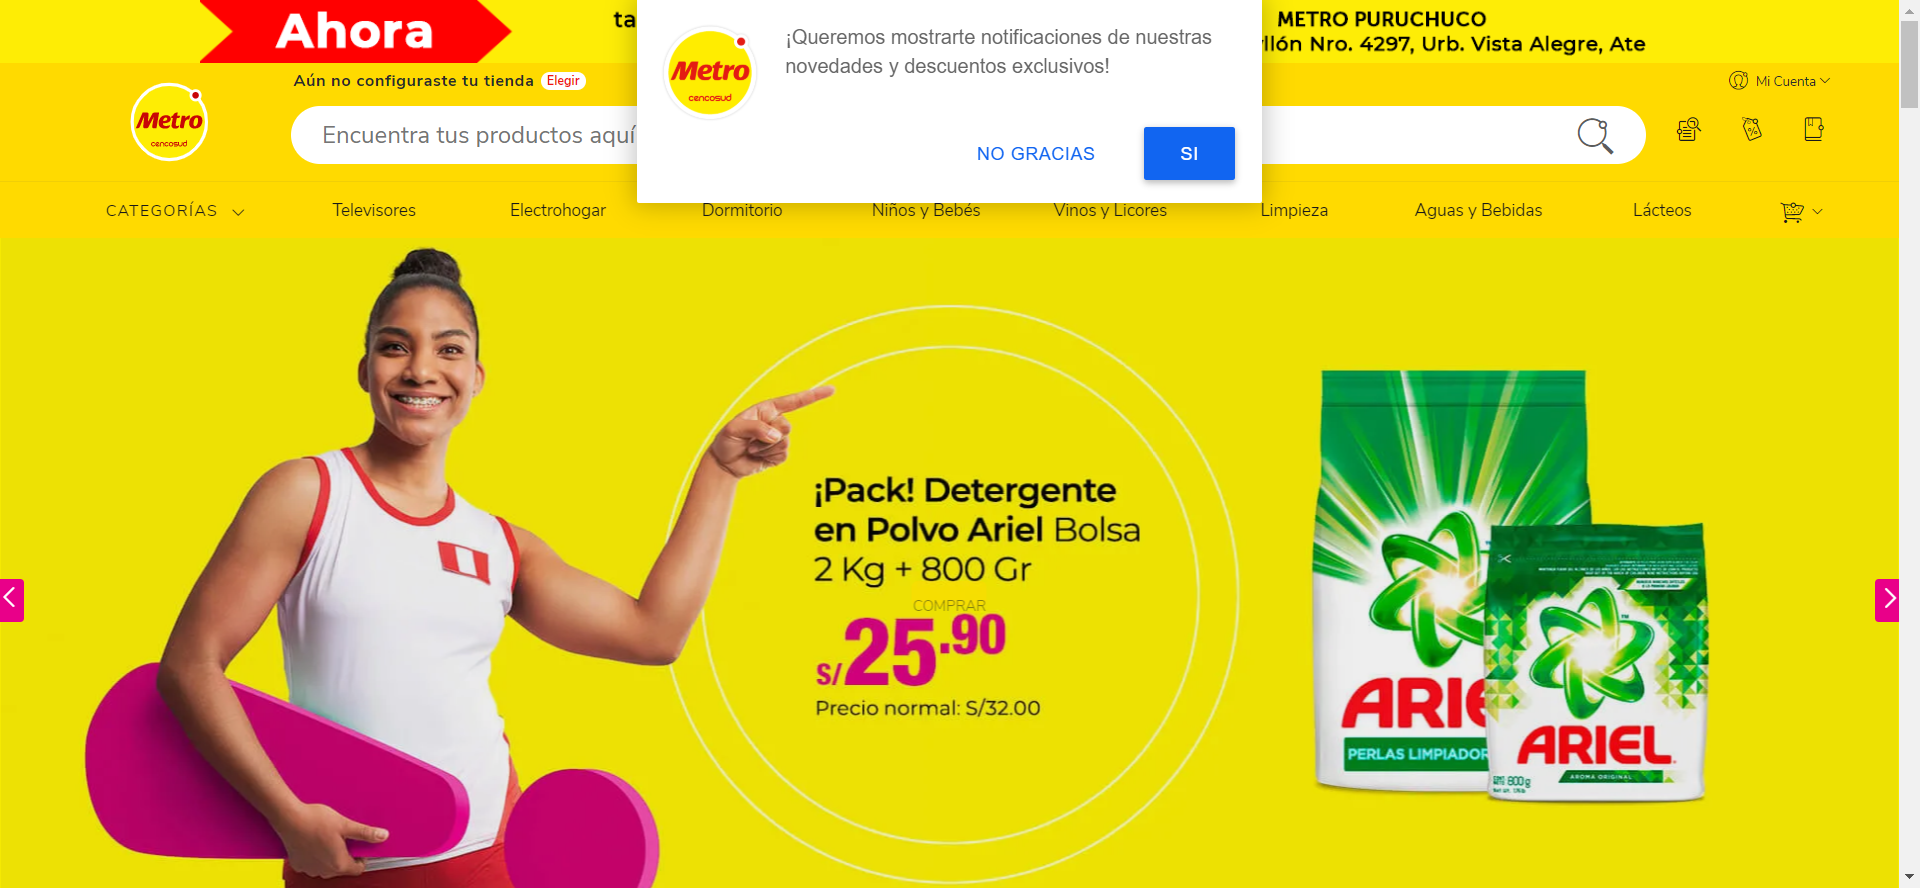 Ahora
ta
METRO PURUCHUCO
yllón Nro. 4297, Urb. Vista Alegre, Ate
¡Queremos mostrarte notificaciones de nuestras
novedades y descuentos exclusivos!
NO GRACIAS
SI
Metro
cencosud
Aún no configuraste tu tienda
Elegir
Mi Cuenta
Metro
cencosud
Encuentra tus productos aquí
CATEGORÍAS
Televisores
Electrohogar
Dormitorio
Niños y Bebés
Vinos y Licores
Limpieza
Aguas y Bebidas
Lácteos
¡Pack! Detergente
en Polvo Ariel Bolsa
2 Kg + 800 Gr
COMPRAR
S/25.90
Precio normal: S/32.00
ARIE
PERLAS LIMPIADOR
ARIEL
AROMA ORIGINAL
800g